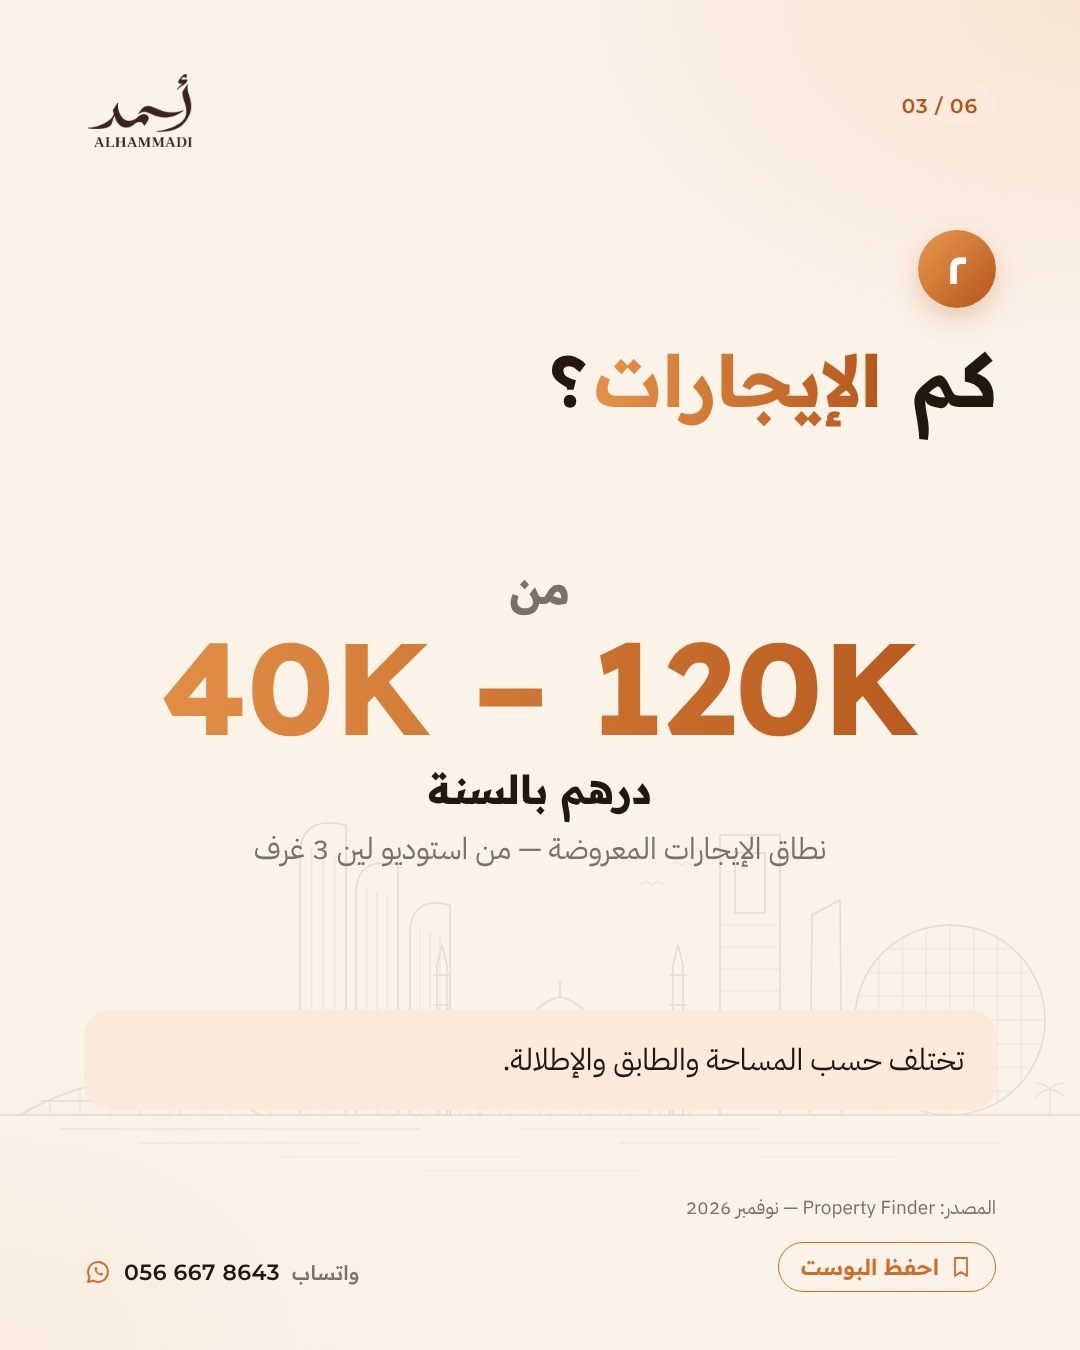 أحمد
ALHAMMADI
03 / 06
٢
كم الإيجارات؟
من
40K – 120K
درهم بالسنة
نطاق الإيجارات المعروضة — من استوديو لين 3 غرف
تختلف حسب المساحة والطابق والإطلالة.
المصدر: Property Finder — نوفمبر 2026
احفظ البوست
واتساب 056 667 8643